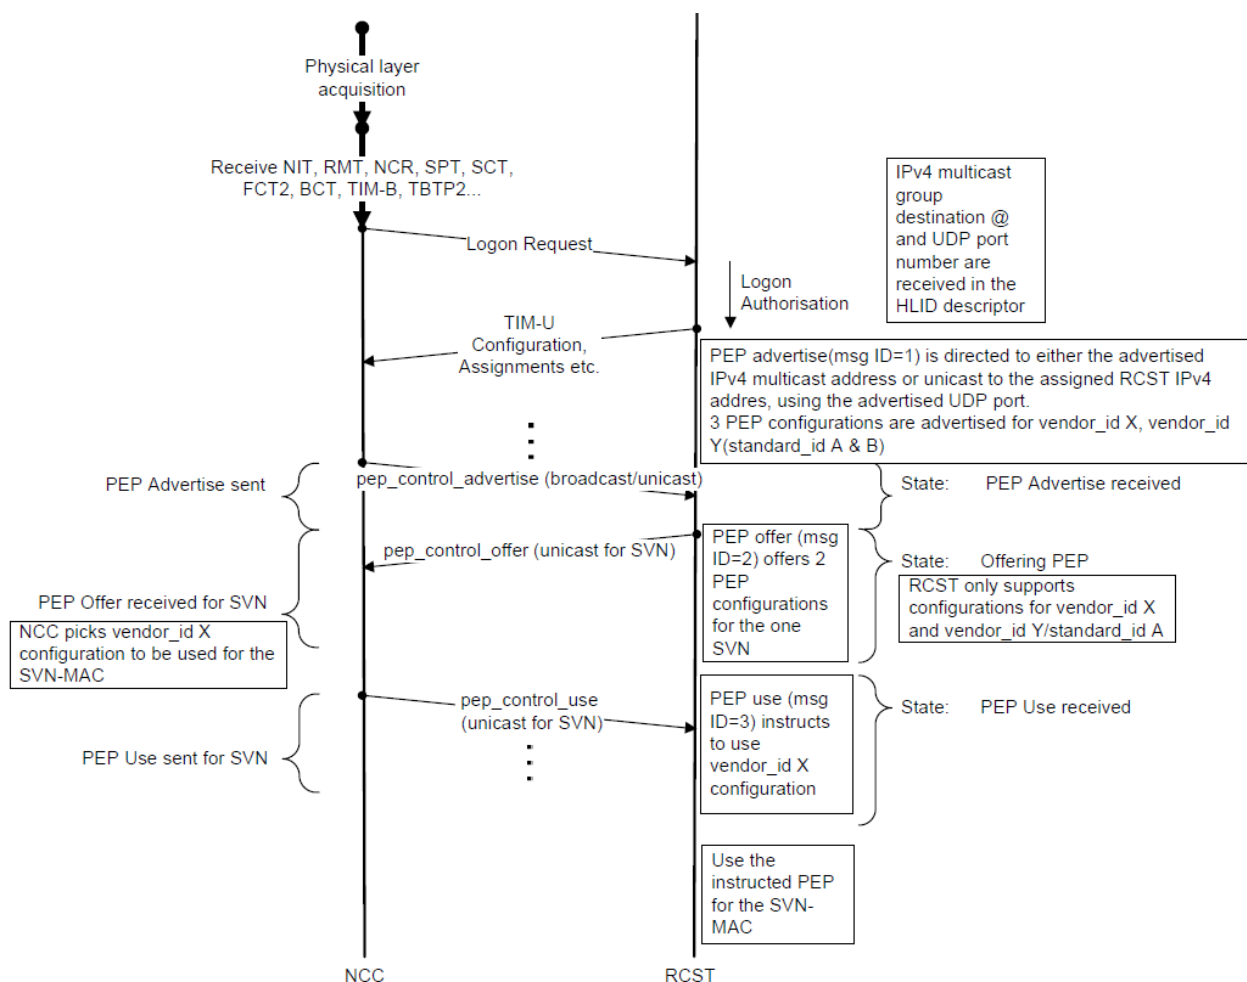 Physical layer
acquisition
Receive NIT, RMT, NCR, SPT, SCT,
FCT2, BCT, TIM-B, TBTP2...
IPv4 multicast
group
destination @
and UDP port
number are
received in the
HLID descriptor
Logon Request
Logon
Authorisation
TIM-U
Configuration,
Assignments etc.
PEP advertise(msg ID=1) is directed to either the advertised
IPv4 multicast address or unicast to the assigned RCST IPv4
addres, using the advertised UDP port.
3 PEP configurations are advertised for vendor_id X, vendor_id
Y(standard_id A & B)
PEP Advertise sent
pep_control_advertise (broadcast/unicast)
State: PEP Advertise received
pep_control_offer (unicast for SVN)
PEP offer (msg
ID=2) offers 2
PEP
configurations
for the one
SVN
State: Offering PEP
RCST only supports
configurations for vendor_id X
and vendor_id Y/standard_id A
PEP Offer received for SVN
NCC picks vendor_id X
configuration to be used for the
SVN-MAC
pep_control_use
(unicast for SVN)
PEP use (msg
ID=3) instructs
to use
vendor_id X
configuration
State: PEP Use received
PEP Use sent for SVN
Use the
instructed PEP
for the SVN-
MAC
NCC
RCST